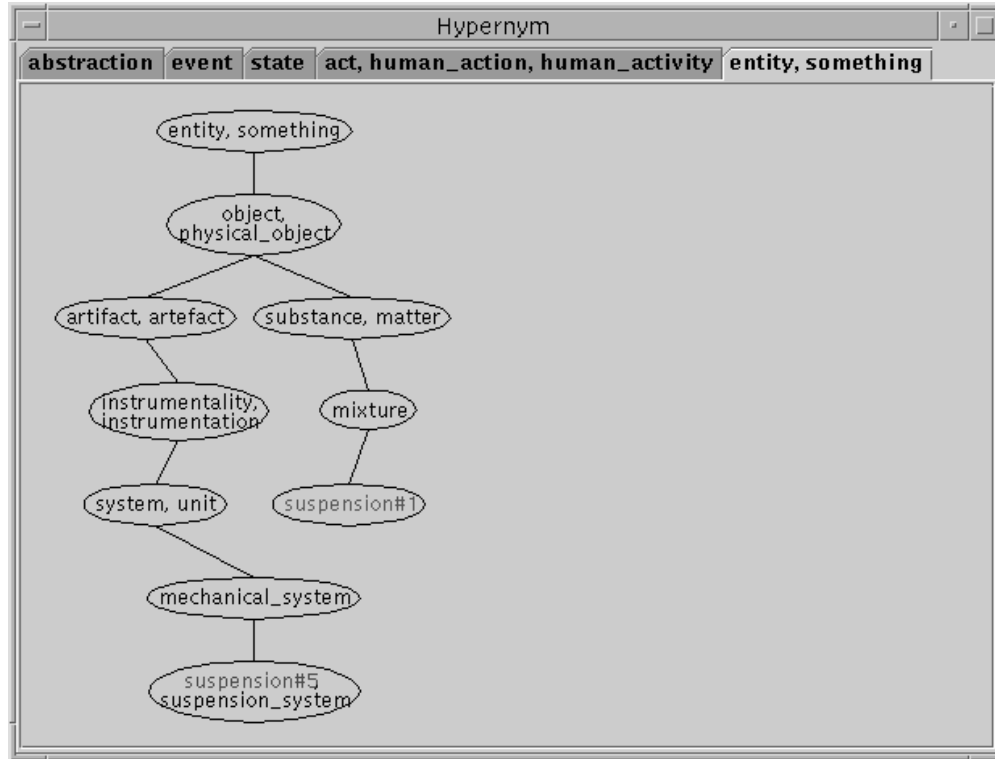 Hypernym
abstraction event state act, human_action, human_activity entity, something
entity, something
object,
physical_object
artifact, artefact substance, matter
instrumentality,
instrumentation
mixture
system, unit suspension#1
mechanical_system
suspension#5,
suspension_system